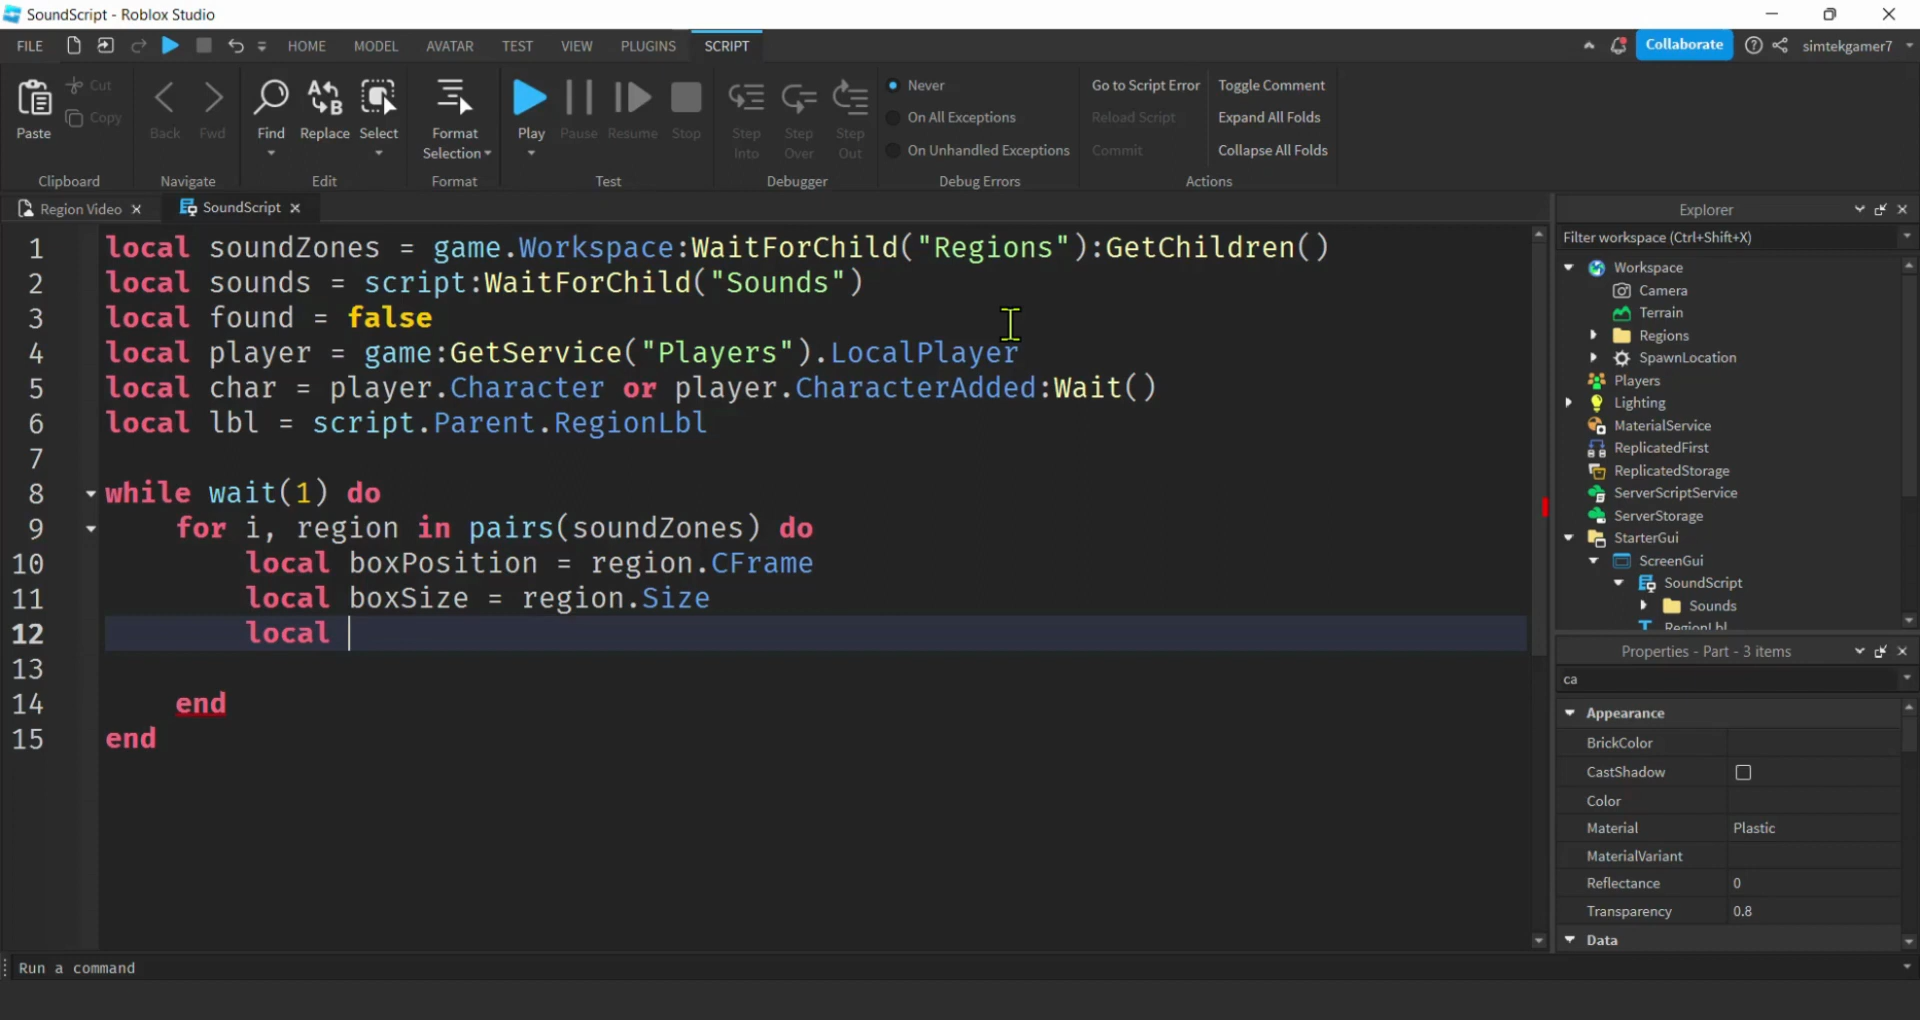 SoundScript - Roblox Studio
FILE HOME MODEL AVATAR TEST VIEW PLUGINS SCRIPT Collaborate simtekgamer7
Paste Cut Copy
Clipboard
Back Fwd
Navigate
Find Replace Select
Edit
Format Selection
Format
Play Pause Resume Stop
Test
Step Into Step Over Step Out
Debugger
Never
On All Exceptions
On Unhandled Exceptions
Debug Errors
Go to Script Error Toggle Comment
Reload Script Expand All Folds
Commit Collapse All Folds
Actions
Region Video SoundScript
1 local soundZones = game.Workspace:WaitForChild("Regions"):GetChildren()
2 local sounds = script:WaitForChild("Sounds")
3 local found = false
4 local player = game:GetService("Players").LocalPlayer
5 local char = player.Character or player.CharacterAdded:Wait()
6 local lbl = script.Parent.RegionLbl
7
8 while wait(1) do
9 for i, region in pairs(soundZones) do
10 local boxPosition = region.CFrame
11 local boxSize = region.Size
12 local
13
14 end
15 end
Explorer
Filter workspace (Ctrl+Shift+X)
Workspace
Camera
Terrain
Regions
SpawnLocation
Players
Lighting
MaterialService
ReplicatedFirst
ReplicatedStorage
ServerScriptService
ServerStorage
StarterGui
ScreenGui
SoundScript
Sounds
RegionLbl
Properties - Part - 3 items
ca
Appearance
BrickColor
CastShadow
Color
Material Plastic
MaterialVariant
Reflectance 0
Transparency 0.8
Data
Run a command